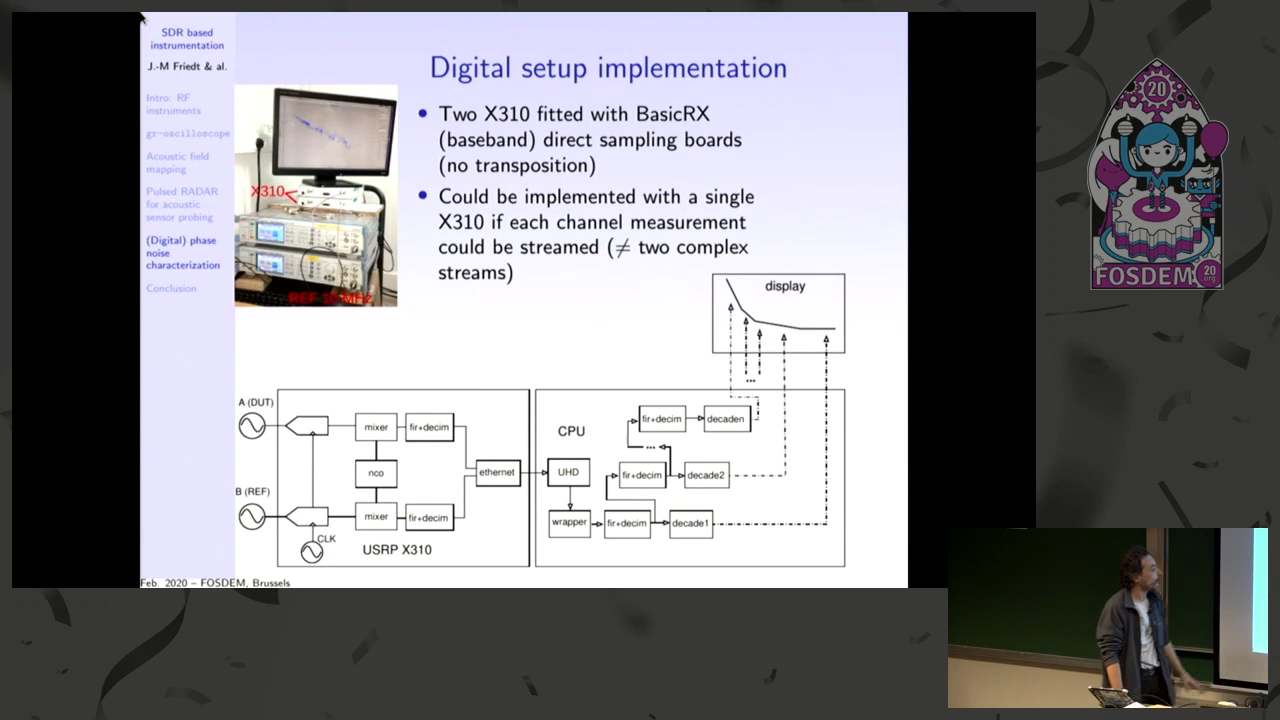 SDR based
instrumentation
J.-M Friedt & al.
Intro: RF
instruments
gr-oscilloscope
Acoustic field
mapping
Pulsed RADAR
for acoustic
sensor probing
(Digital) phase
noise
characterization
Conclusion
Digital setup implementation
X310
REF 10 MHz
• Two X310 fitted with BasicRX
(baseband) direct sampling boards
(no transposition)
• Could be implemented with a single
X310 if each channel measurement
could be streamed (≠ two complex
streams)
display
...
A (DUT)
mixer
fir+decim
nco
ethernet
B (REF)
mixer
fir+decim
CLK
USRP X310
CPU
fir+decim
decaden
...
UHD
fir+decim
decade2
wrapper
fir+decim
decade1
Feb. 2020 – FOSDEM, Brussels
20
FOSDEM
20
.org